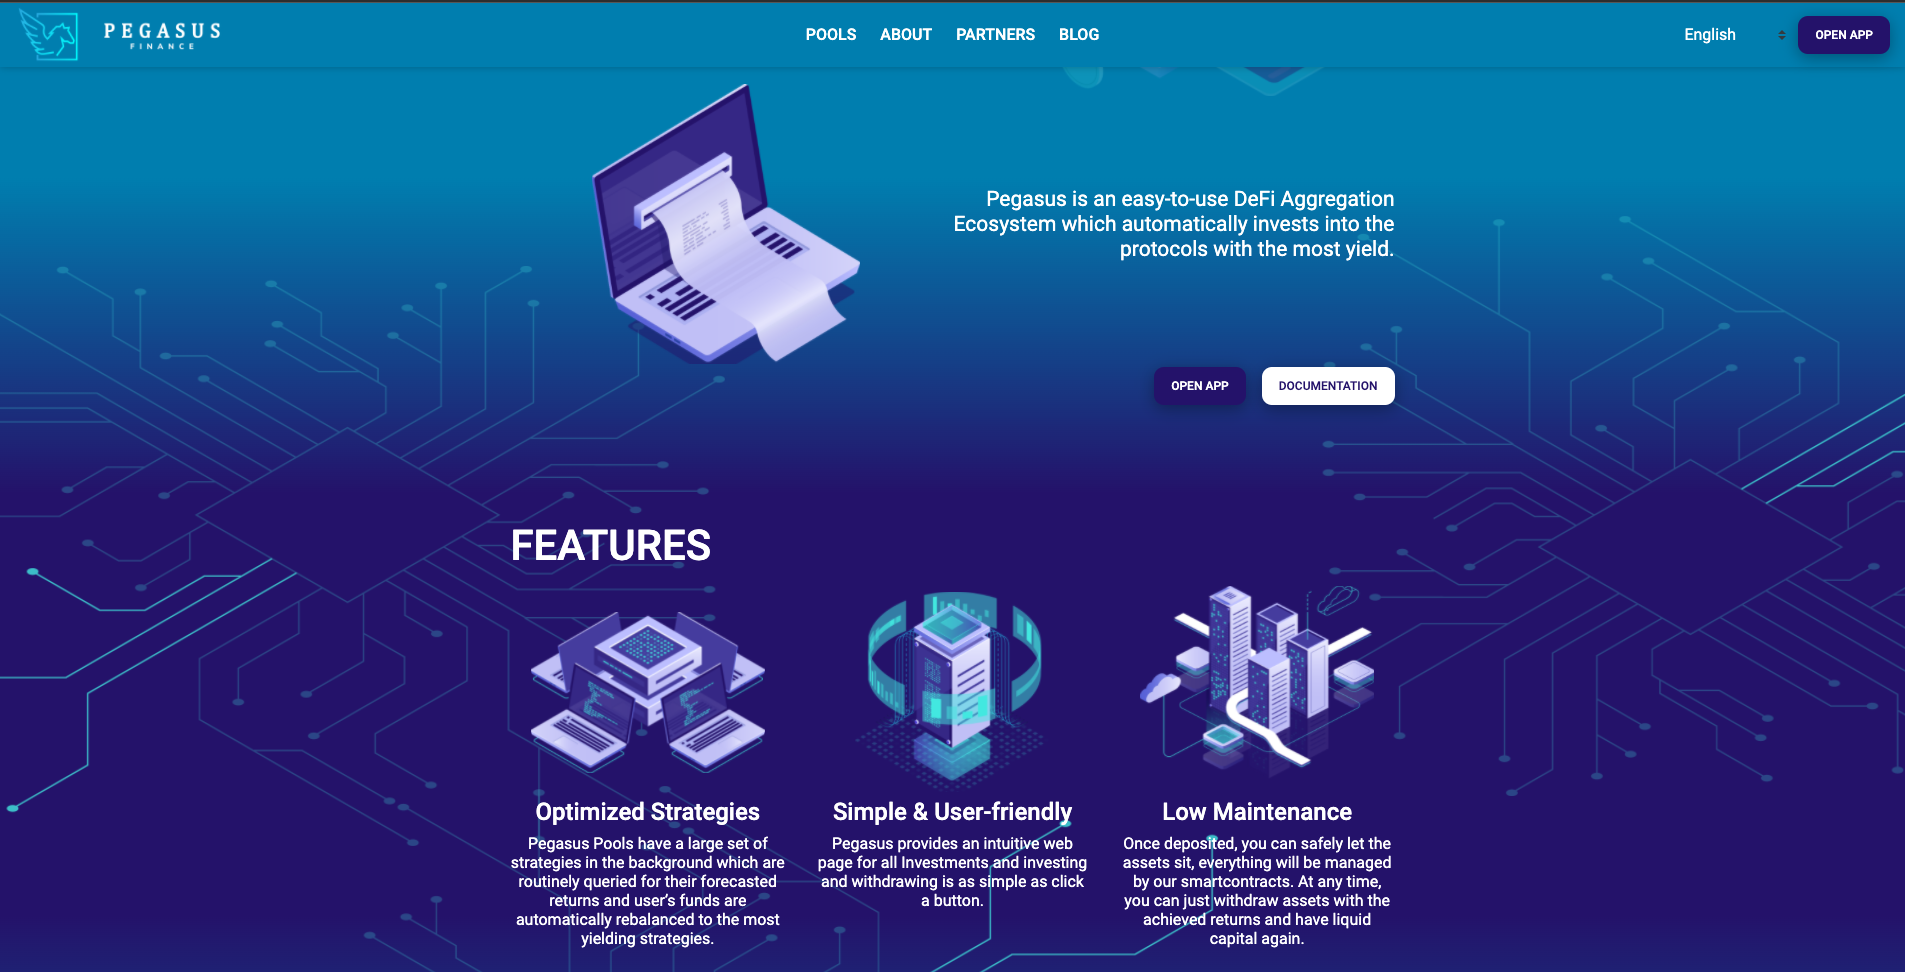 PEGASUS
FINANCE
POOLS
ABOUT
PARTNERS
BLOG
English
OPEN APP
Pegasus is an easy-to-use DeFi Aggregation
Ecosystem which automatically invests into the
protocols with the most yield.
OPEN APP
DOCUMENTATION
FEATURES
Optimized Strategies
Pegasus Pools have a large set of
strategies in the background which are
routinely queried for their forecasted
returns and user’s funds are
automatically rebalanced to the most
yielding strategies.
Simple & User-friendly
Pegasus provides an intuitive web
page for all Investments and investing
and withdrawing is as simple as click
a button.
Low Maintenance
Once deposited, you can safely let the
assets sit, everything will be managed
by our smartcontracts. At any time,
you can just withdraw assets with the
achieved returns and have liquid
capital again.